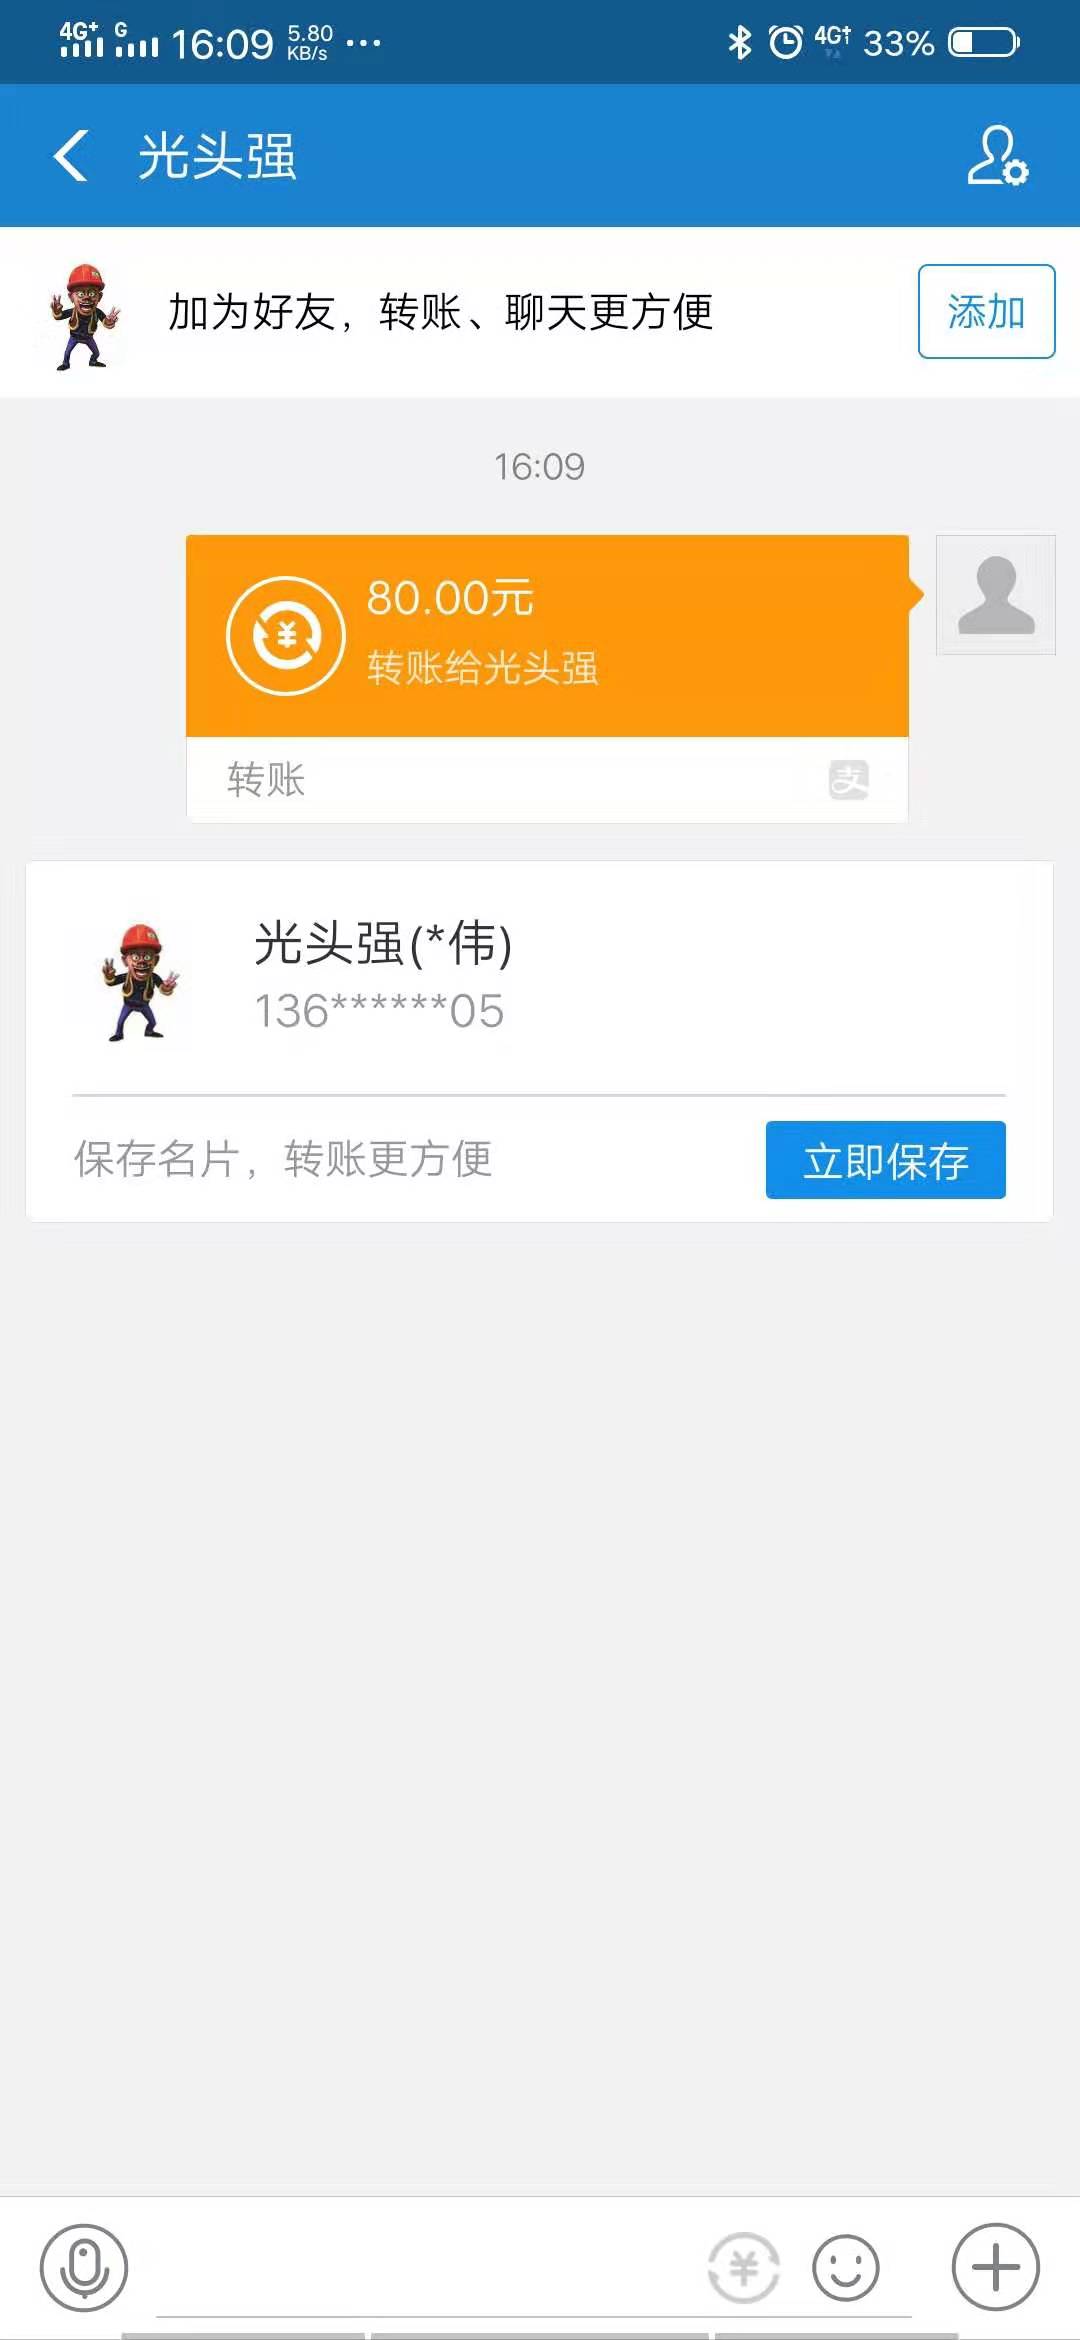 4G+ G 16:09 5.80 KB/s ... 4G 33%
光头强
加为好友，转账、聊天更方便
添加
16:09
80.00元
转账给光头强
转账
支
光头强(*伟)
136******05
保存名片，转账更方便
立即保存